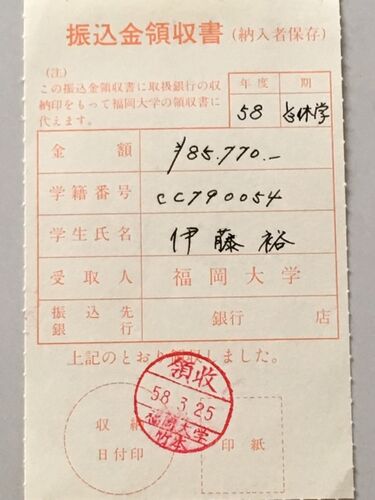 振込金領収書(納入者保存)
(注)
この振込金領収書に取扱銀行の収
納印をもって福岡大学の領収書に
代えます。
年度 期
58 休学
金額 ¥85.770.-
学籍番号 CC790054
学生氏名 伊藤裕
受取人 福岡大学
振込先
銀行 銀行 店
上記のとおり領収しました。
領収
58.3.25
福岡大学
竹本
収納
日付印
印紙